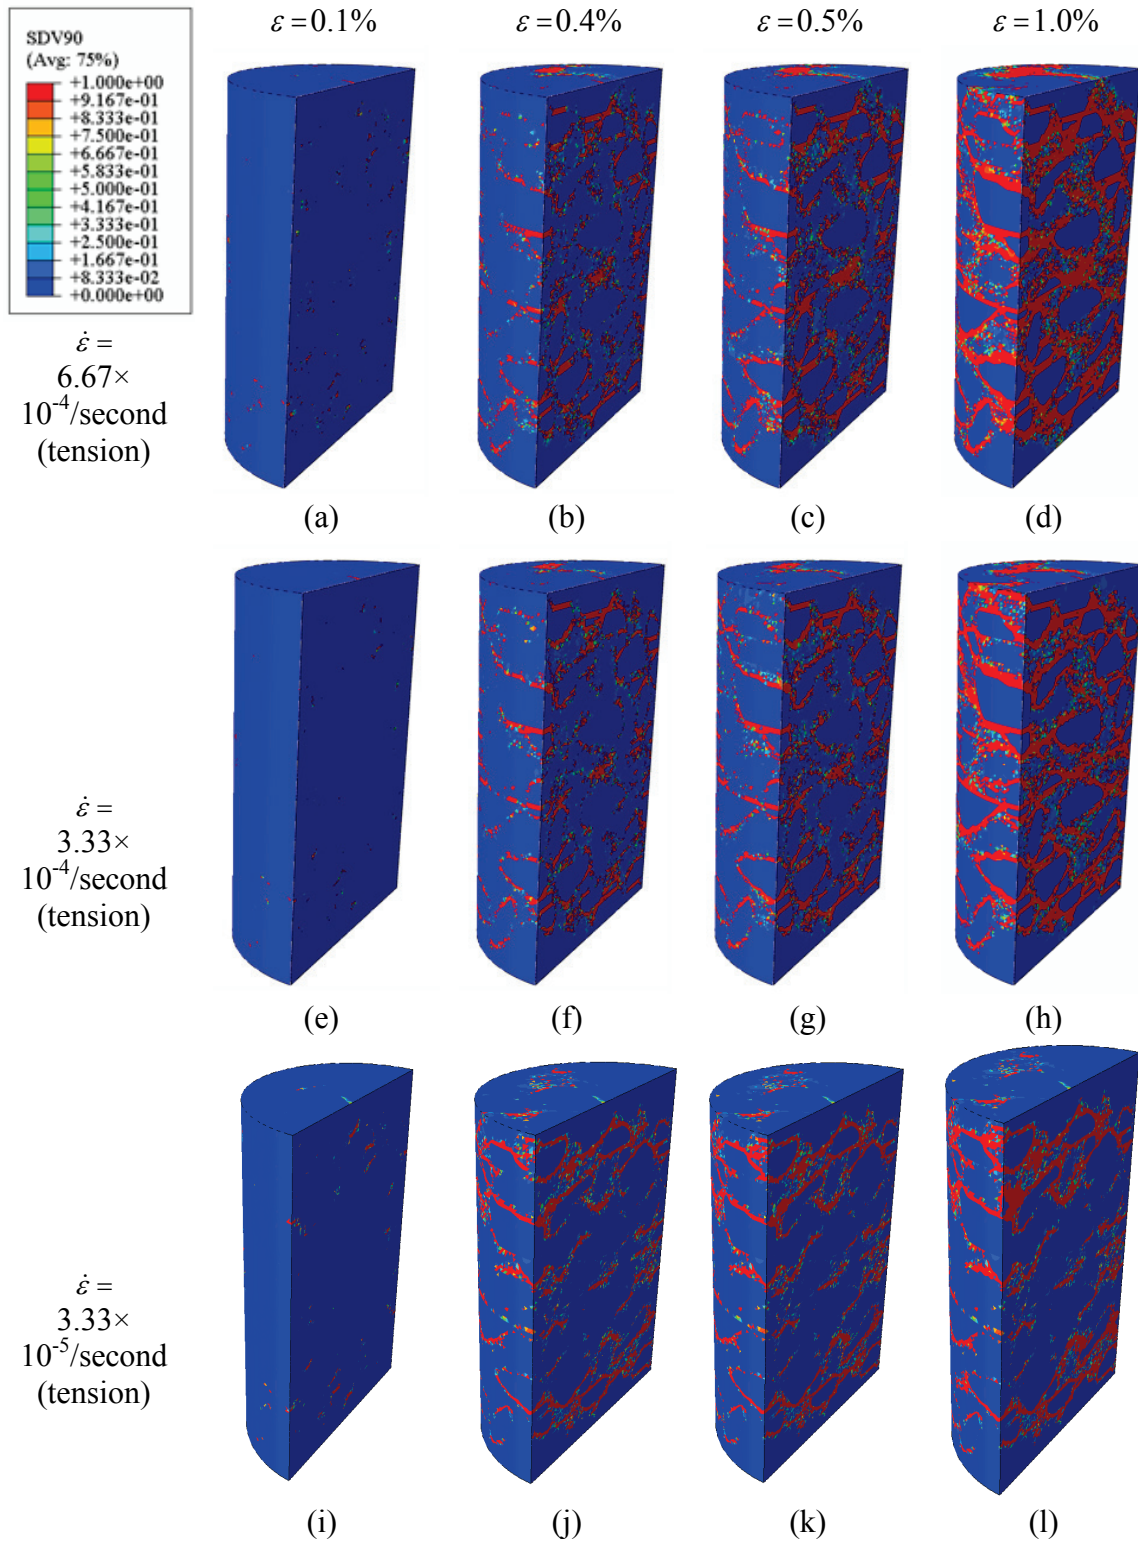 SDV90
(Avg: 75%)
+1.000e+00
+9.167e-01
+8.333e-01
+7.500e-01
+6.667e-01
+5.833e-01
+5.000e-01
+4.167e-01
+3.333e-01
+2.500e-01
+1.667e-01
+8.333e-02
+0.000e+00
ε=0.1%
ε=0.4%
ε=0.5%
ε=1.0%
ε̇ =
6.67×
10⁻⁴/second
(tension)
(a)
(b)
(c)
(d)
ε̇ =
3.33×
10⁻⁴/second
(tension)
(e)
(f)
(g)
(h)
ε̇ =
3.33×
10⁻⁵/second
(tension)
(i)
(j)
(k)
(l)